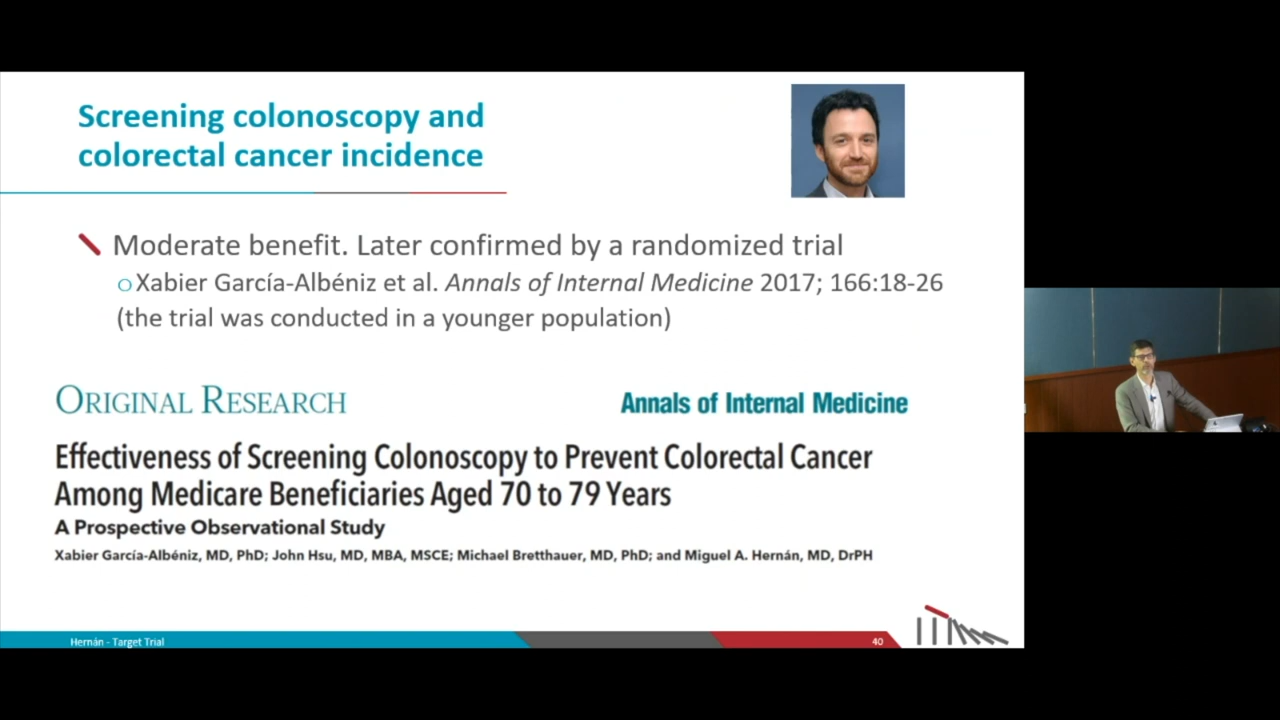 Screening colonoscopy and
colorectal cancer incidence
Moderate benefit. Later confirmed by a randomized trial
Xabier García-Albéniz et al. Annals of Internal Medicine 2017; 166:18-26
(the trial was conducted in a younger population)
ORIGINAL RESEARCH
Annals of Internal Medicine
Effectiveness of Screening Colonoscopy to Prevent Colorectal Cancer
Among Medicare Beneficiaries Aged 70 to 79 Years
A Prospective Observational Study
Xabier García-Albéniz, MD, PhD; John Hsu, MD, MBA, MSCE; Michael Bretthauer, MD, PhD; and Miguel A. Hernán, MD, DrPH
Hernán - Target Trial
40